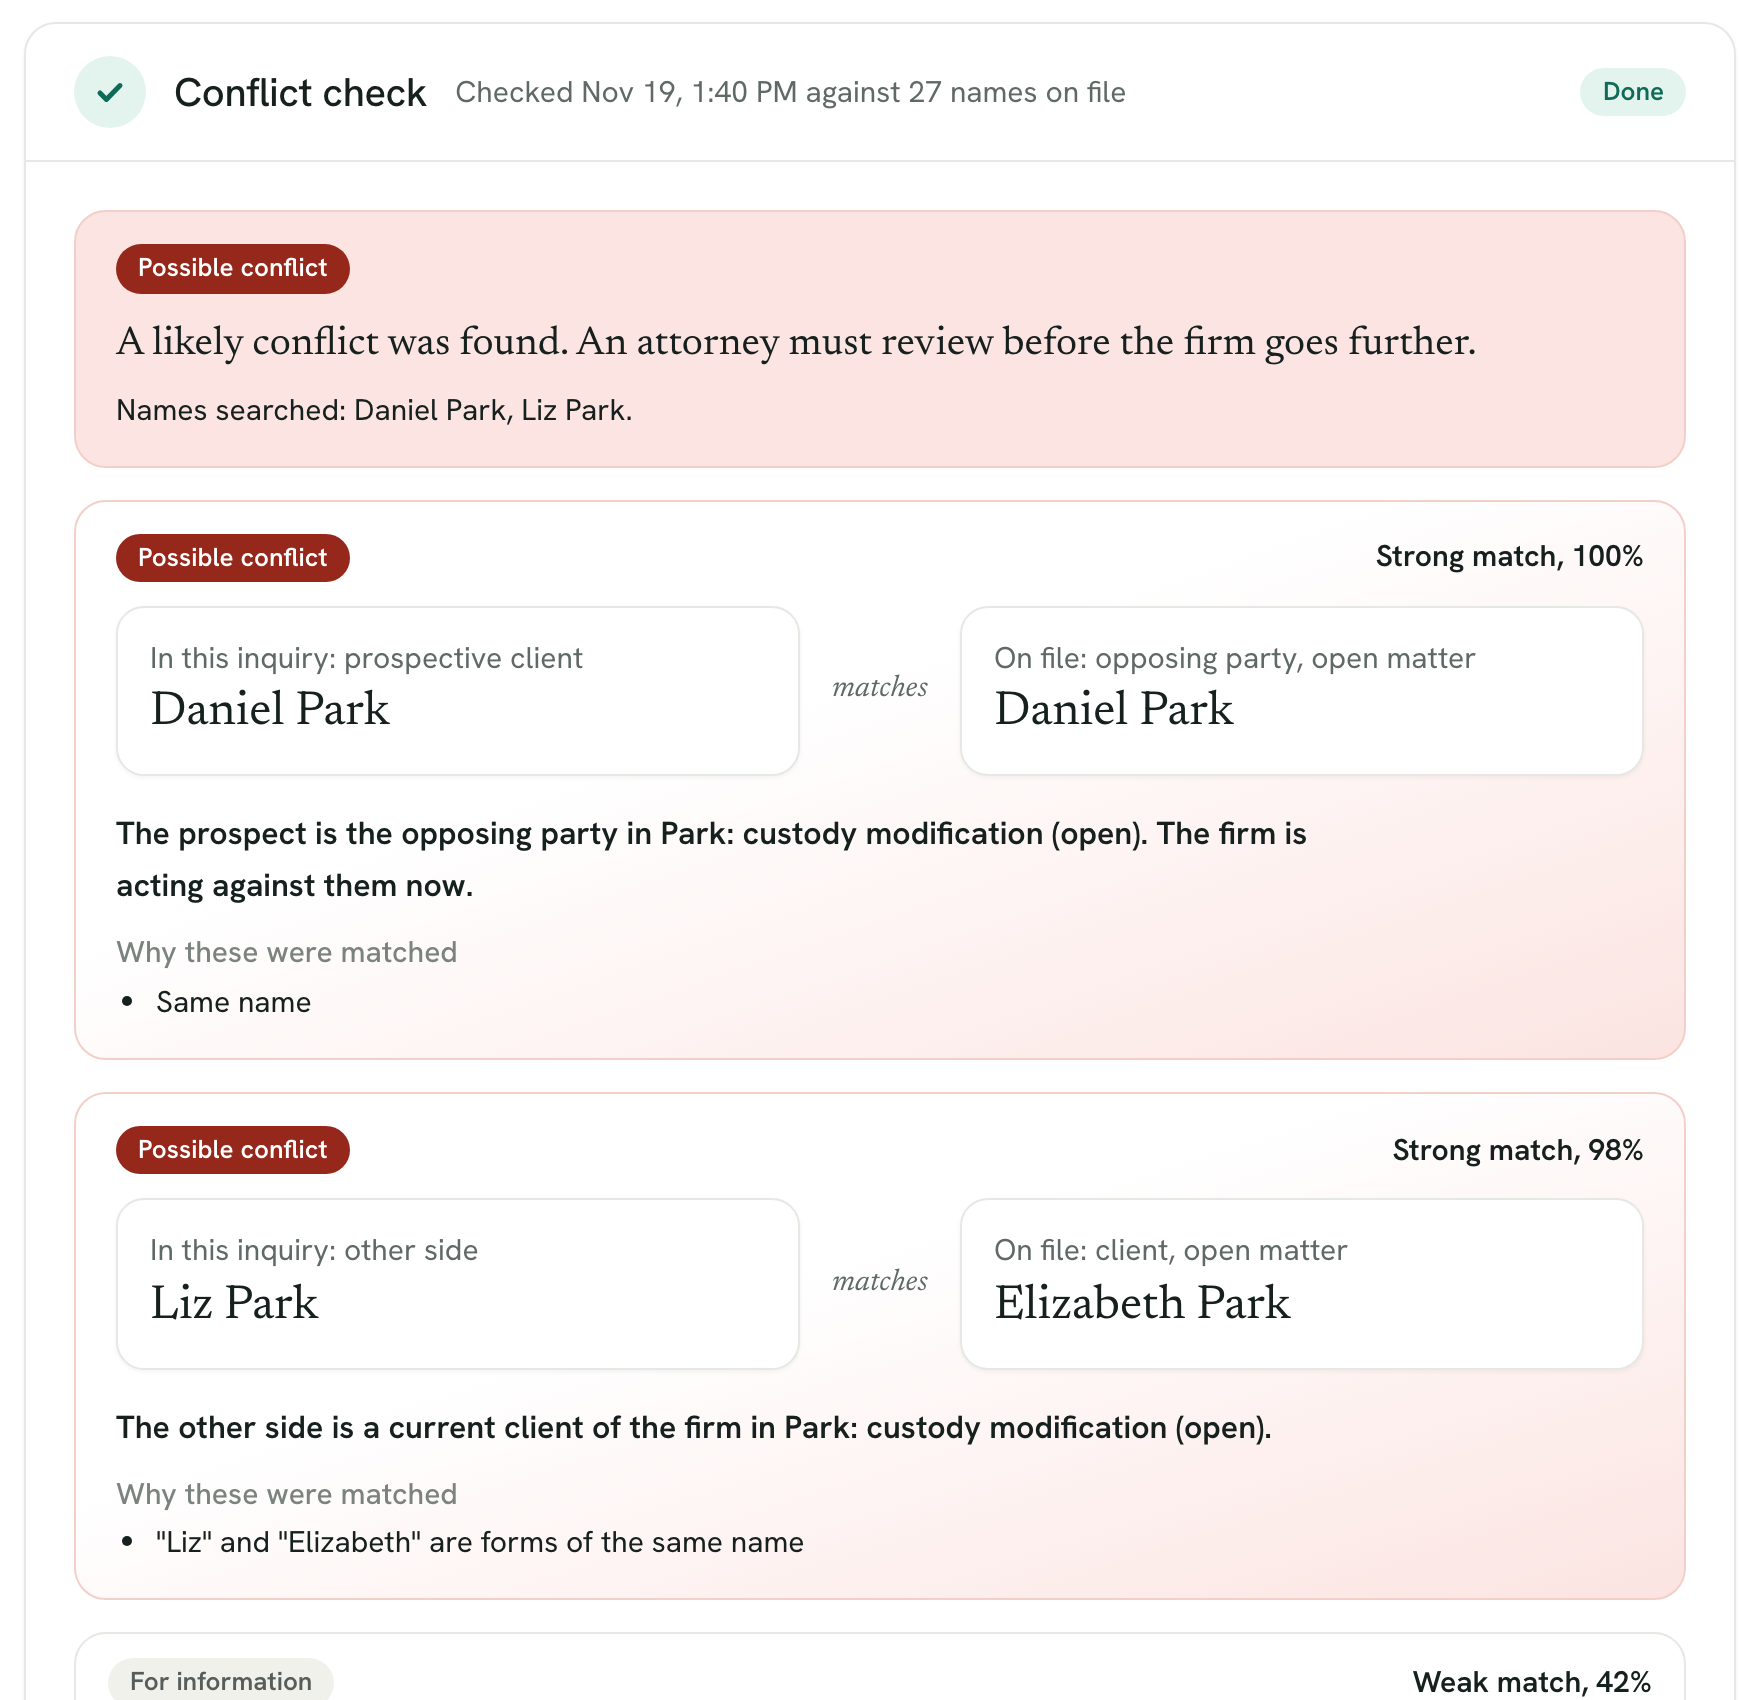 Conflict check Checked Nov 19, 1:40 PM against 27 names on file Done
Possible conflict
A likely conflict was found. An attorney must review before the firm goes further.
Names searched: Daniel Park, Liz Park.
Possible conflict Strong match, 100%
In this inquiry: prospective client
Daniel Park
matches
On file: opposing party, open matter
Daniel Park
The prospect is the opposing party in Park: custody modification (open). The firm is
acting against them now.
Why these were matched
• Same name
Possible conflict Strong match, 98%
In this inquiry: other side
Liz Park
matches
On file: client, open matter
Elizabeth Park
The other side is a current client of the firm in Park: custody modification (open).
Why these were matched
• "Liz" and "Elizabeth" are forms of the same name
For information Weak match, 42%